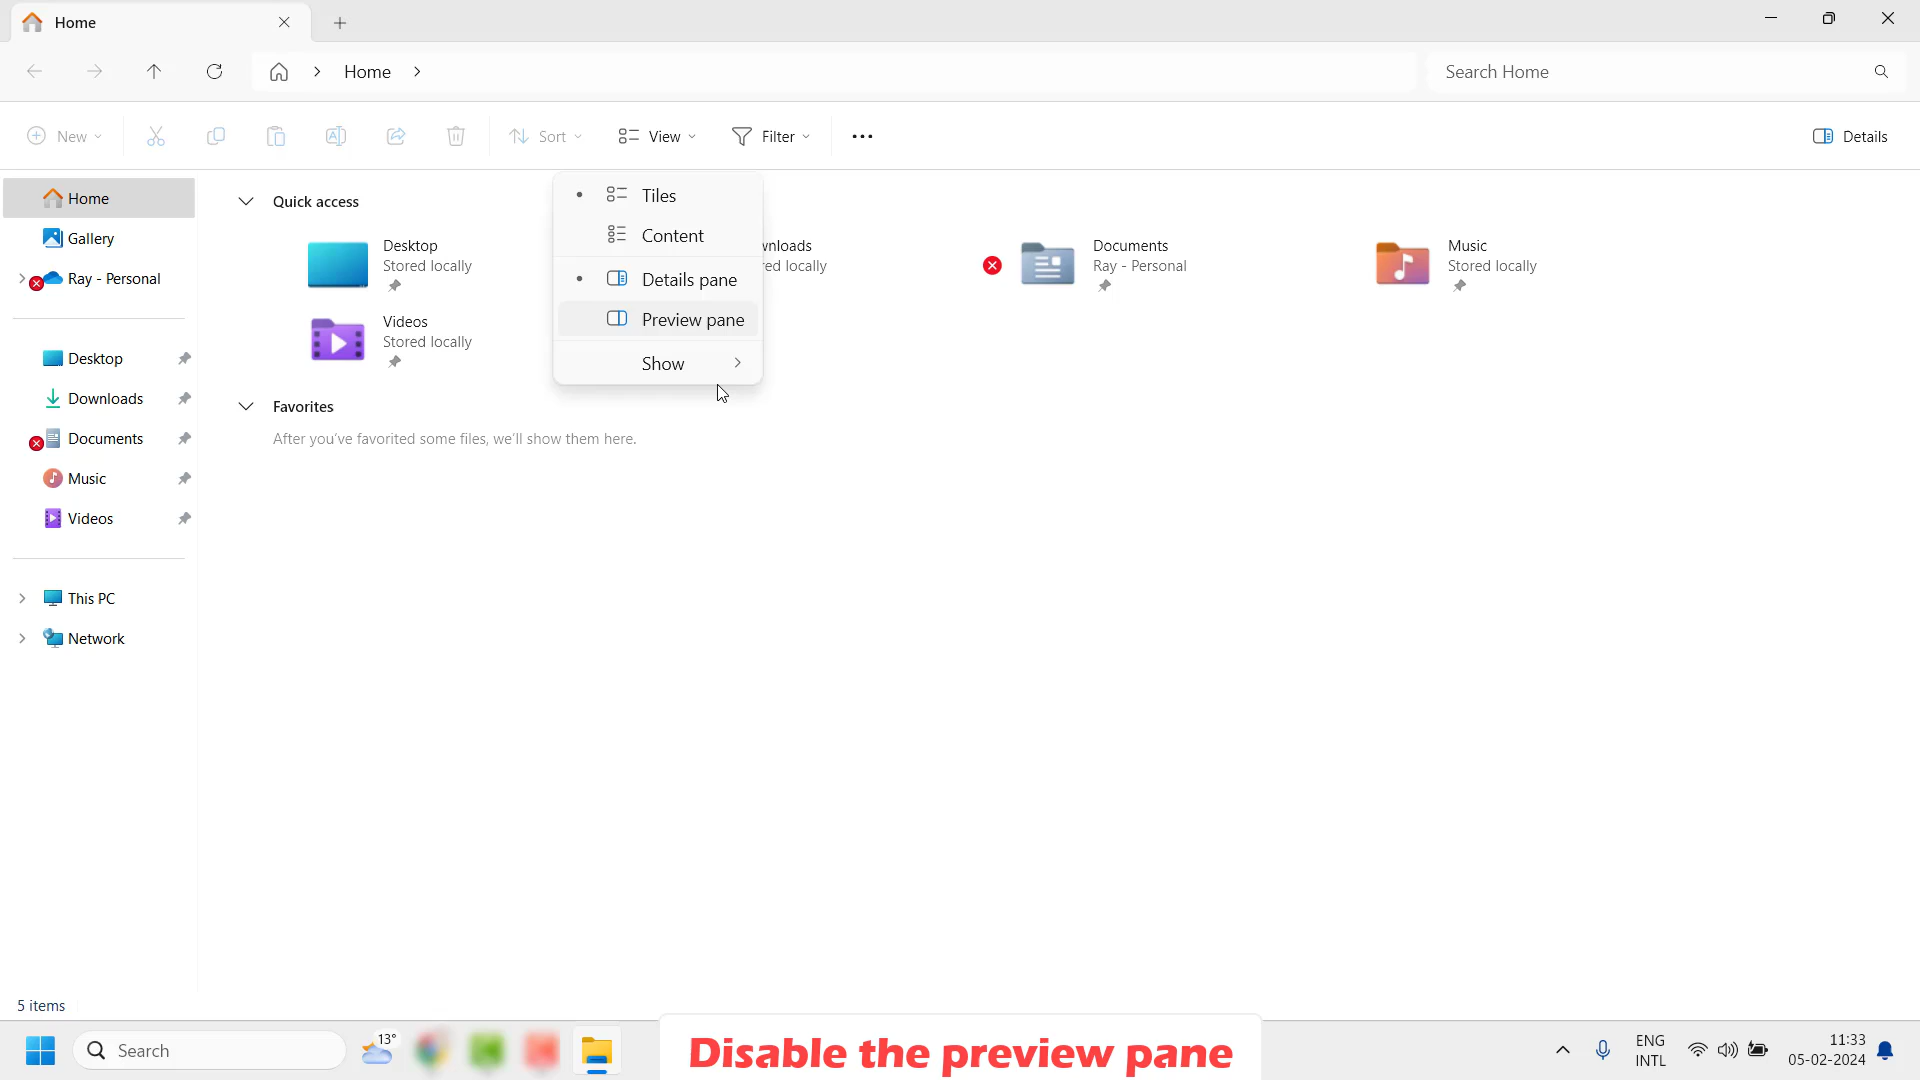 Home
Home
Search Home
New
Sort
View
Filter
Details
Home
Gallery
Ray - Personal
Desktop
Downloads
Documents
Music
Videos
This PC
Network
Quick access
Desktop
Stored locally
Videos
Stored locally
wnloads
ed locally
Documents
Ray - Personal
Music
Stored locally
Tiles
Content
Details pane
Preview pane
Show
Favorites
After you've favorited some files, we'll show them here.
5 items
Search
13°
Disable the preview pane
ENG
INTL
11:33
05-02-2024